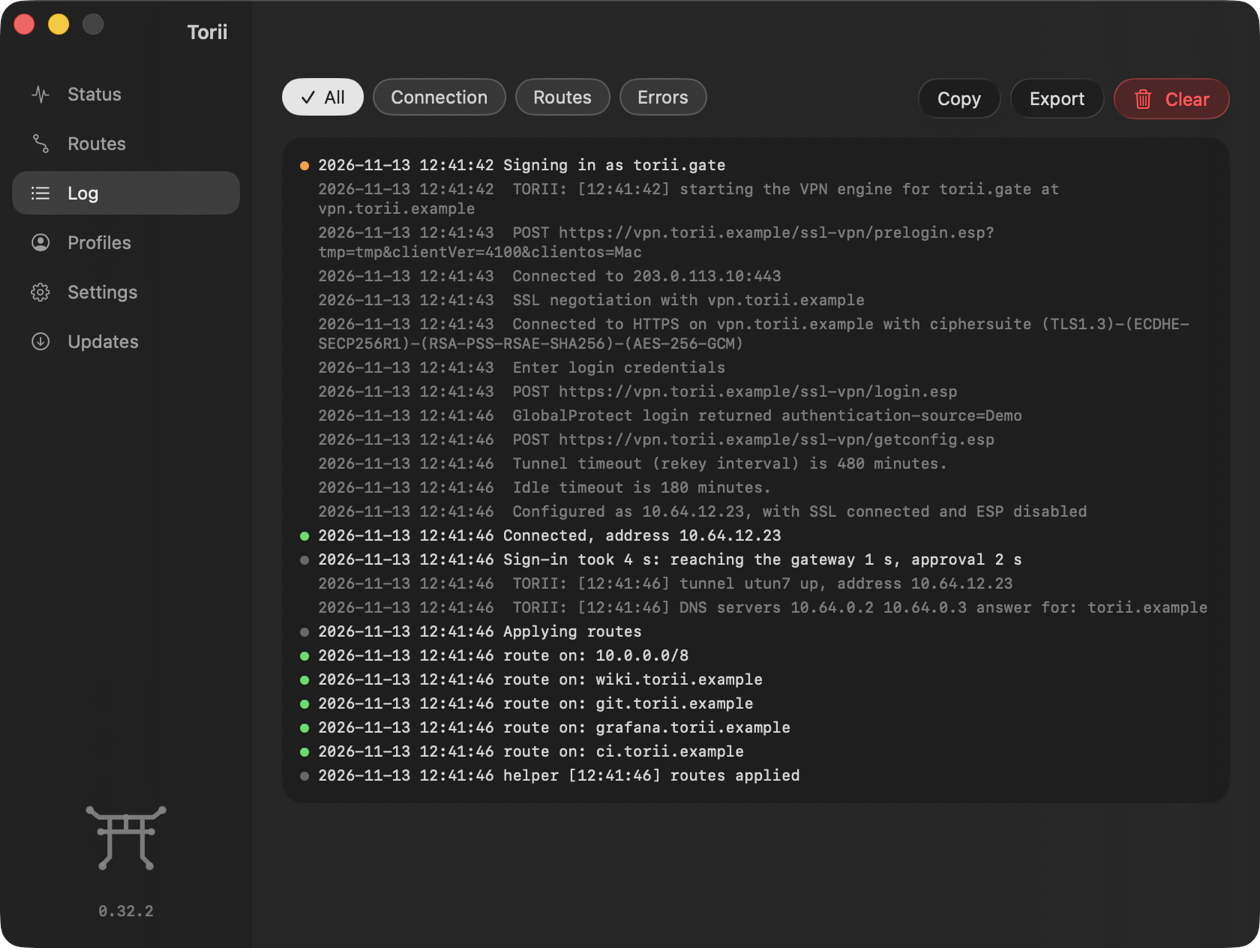 Torii
Status
Routes
Log
Profiles
Settings
Updates
0.32.2
All
Connection
Routes
Errors
Copy
Export
Clear
2026-11-13 12:41:42 Signing in as torii.gate
2026-11-13 12:41:42 TORII: [12:41:42] starting the VPN engine for torii.gate at
vpn.torii.example
2026-11-13 12:41:43 POST https://vpn.torii.example/ssl-vpn/prelogin.esp?
tmp=tmp&clientVer=4100&clientos=Mac
2026-11-13 12:41:43 Connected to 203.0.113.10:443
2026-11-13 12:41:43 SSL negotiation with vpn.torii.example
2026-11-13 12:41:43 Connected to HTTPS on vpn.torii.example with ciphersuite (TLS1.3)-(ECDHE-
SECP256R1)-(RSA-PSS-RSAE-SHA256)-(AES-256-GCM)
2026-11-13 12:41:43 Enter login credentials
2026-11-13 12:41:43 POST https://vpn.torii.example/ssl-vpn/login.esp
2026-11-13 12:41:46 GlobalProtect login returned authentication-source=Demo
2026-11-13 12:41:46 POST https://vpn.torii.example/ssl-vpn/getconfig.esp
2026-11-13 12:41:46 Tunnel timeout (rekey interval) is 480 minutes.
2026-11-13 12:41:46 Idle timeout is 180 minutes.
2026-11-13 12:41:46 Configured as 10.64.12.23, with SSL connected and ESP disabled
2026-11-13 12:41:46 Connected, address 10.64.12.23
2026-11-13 12:41:46 Sign-in took 4 s: reaching the gateway 1 s, approval 2 s
2026-11-13 12:41:46 TORII: [12:41:46] tunnel utun7 up, address 10.64.12.23
2026-11-13 12:41:46 TORII: [12:41:46] DNS servers 10.64.0.2 10.64.0.3 answer for: torii.example
2026-11-13 12:41:46 Applying routes
2026-11-13 12:41:46 route on: 10.0.0.0/8
2026-11-13 12:41:46 route on: wiki.torii.example
2026-11-13 12:41:46 route on: git.torii.example
2026-11-13 12:41:46 route on: grafana.torii.example
2026-11-13 12:41:46 route on: ci.torii.example
2026-11-13 12:41:46 helper [12:41:46] routes applied